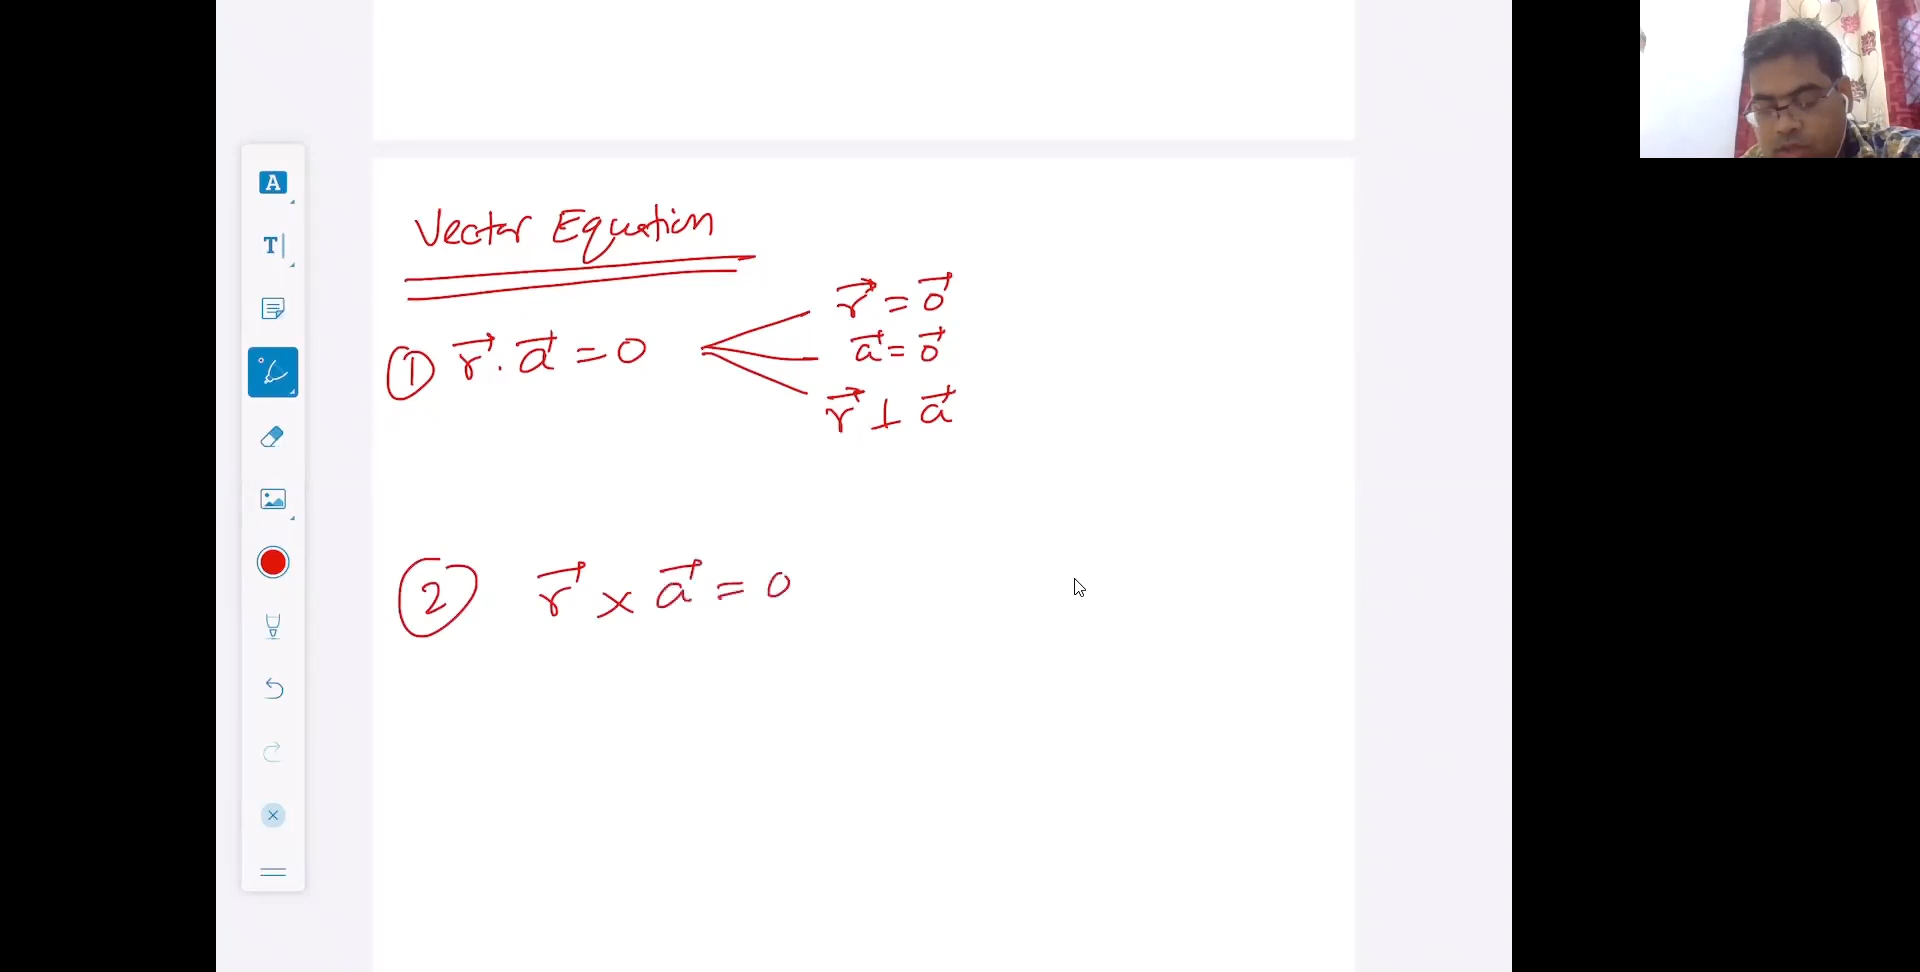 A
T
Vector Equation
① r⃗ . a⃗ = 0
r⃗ = 0⃗
a⃗ = 0⃗
r⃗ ⊥ a⃗
② r⃗ × a⃗ = 0